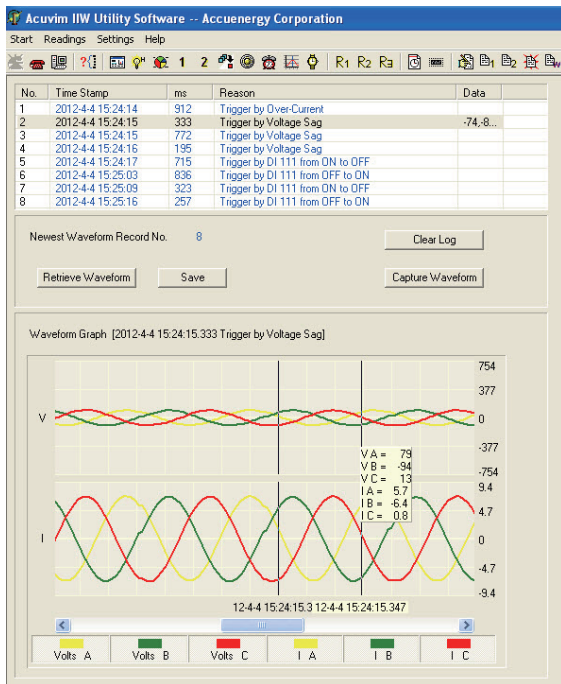 Acuvim IIW Utility Software -- Accuenergy Corporation
Start Readings Settings Help
1 2 R1 R2 R3
No. Time Stamp ms Reason Data
1 2012-4-4 15:24:14 912 Trigger by Over-Current
2 2012-4-4 15:24:15 333 Trigger by Voltage Sag -74,-8...
3 2012-4-4 15:24:15 772 Trigger by Voltage Sag
4 2012-4-4 15:24:16 195 Trigger by Voltage Sag
5 2012-4-4 15:24:17 715 Trigger by DI 111 from ON to OFF
6 2012-4-4 15:25:03 836 Trigger by DI 111 from OFF to ON
7 2012-4-4 15:25:09 323 Trigger by DI 111 from ON to OFF
8 2012-4-4 15:25:16 257 Trigger by DI 111 from OFF to ON
Newest Waveform Record No. 8
Clear Log
Retrieve Waveform Save Capture Waveform
Waveform Graph [2012-4-4 15:24:15.333 Trigger by Voltage Sag]
754
377
V 0
-377
-754
V A = 79
V B = -94
V C = 13
I A = 5.7
I B = -6.4
I C = 0.8
9.4
4.7
I 0
-4.7
-9.4
12-4-4 15:24:15.3 12-4-4 15:24:15.347
Volts A Volts B Volts C I A I B I C